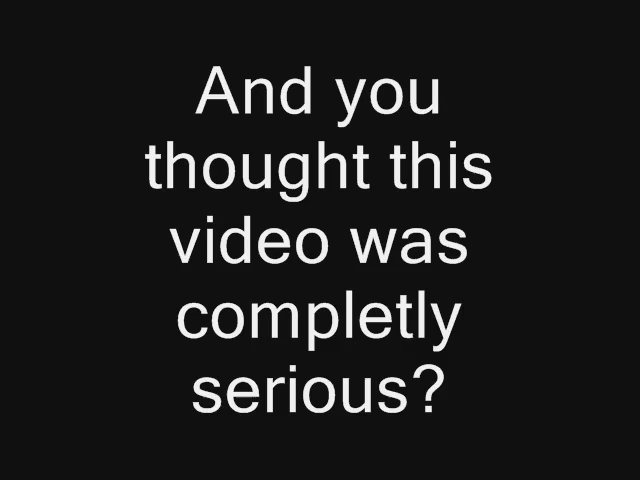 And you
thought this
video was
completly
serious?